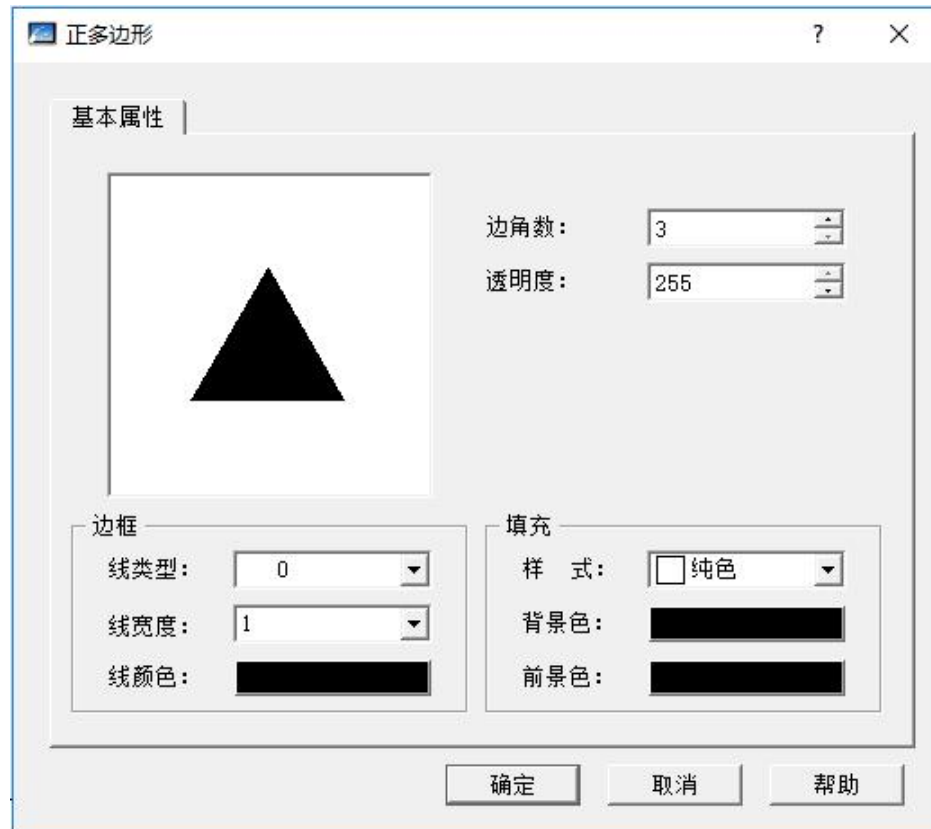 正多边形
基本属性
边角数： 3
透明度： 255
边框
线类型： 0
线宽度： 1
线颜色：
填充
样 式： 纯色
背景色：
前景色：
确定 取消 帮助